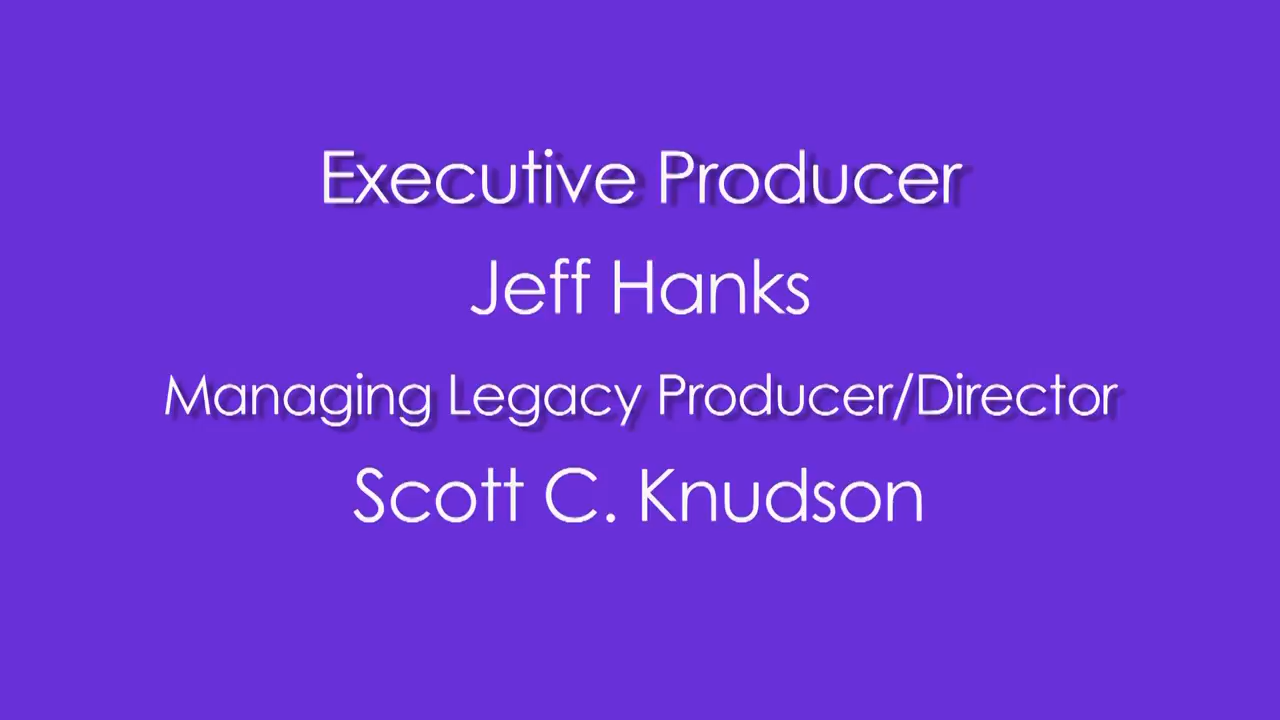 Executive Producer
Jeff Hanks
Managing Legacy Producer/Director
Scott C. Knudson